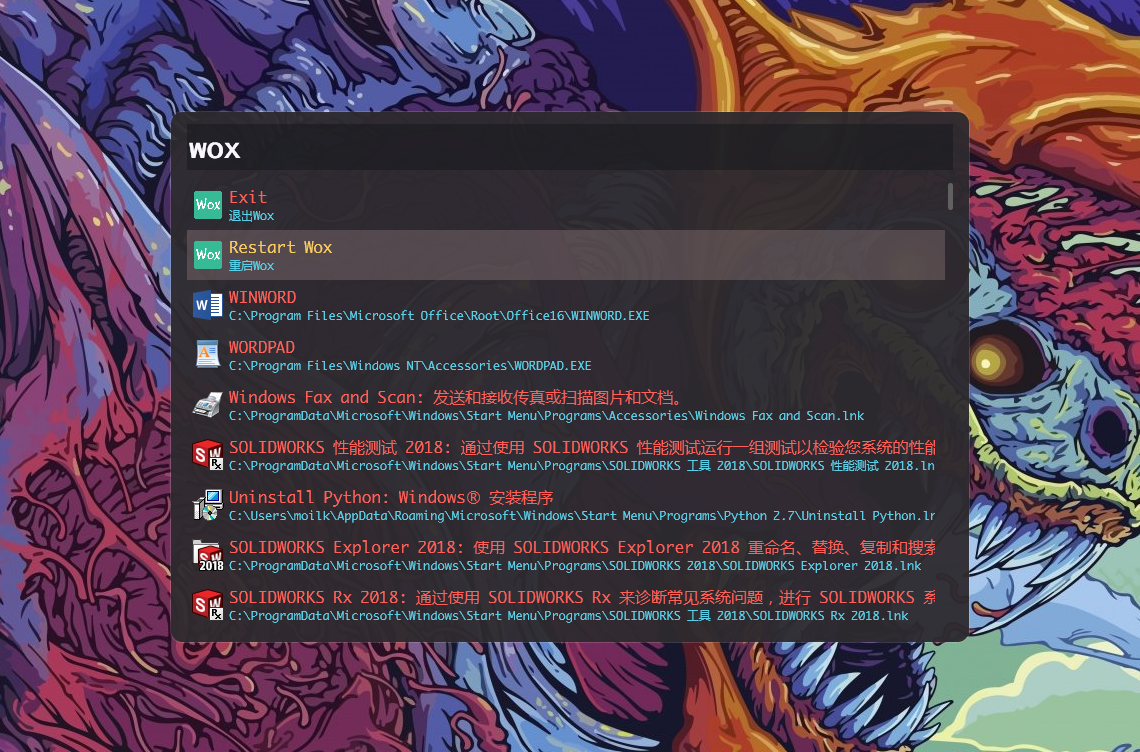 WOX
Wox
Exit
退出Wox
Wox
Restart Wox
重启Wox
W
WINWORD
C:\Program Files\Microsoft Office\Root\Office16\WINWORD.EXE
A
WORDPAD
C:\Program Files\Windows NT\Accessories\WORDPAD.EXE
Windows Fax and Scan: 发送和接收传真或扫描图片和文档。
C:\ProgramData\Microsoft\Windows\Start Menu\Programs\Accessories\Windows Fax and Scan.lnk
SW Rx
SOLIDWORKS 性能测试 2018: 通过使用 SOLIDWORKS 性能测试运行一组测试以检验您系统的性能
C:\ProgramData\Microsoft\Windows\Start Menu\Programs\SOLIDWORKS 工具 2018\SOLIDWORKS 性能测试 2018.ln
Uninstall Python: Windows® 安装程序
C:\Users\moilk\AppData\Roaming\Microsoft\Windows\Start Menu\Programs\Python 2.7\Uninstall Python.lr
SW 2018
SOLIDWORKS Explorer 2018: 使用 SOLIDWORKS Explorer 2018 重命名、替换、复制和搜索
C:\ProgramData\Microsoft\Windows\Start Menu\Programs\SOLIDWORKS 2018\SOLIDWORKS Explorer 2018.lnk
SW Rx
SOLIDWORKS Rx 2018: 通过使用 SOLIDWORKS Rx 来诊断常见系统问题，进行 SOLIDWORKS 系
C:\ProgramData\Microsoft\Windows\Start Menu\Programs\SOLIDWORKS 工具 2018\SOLIDWORKS Rx 2018.lnk